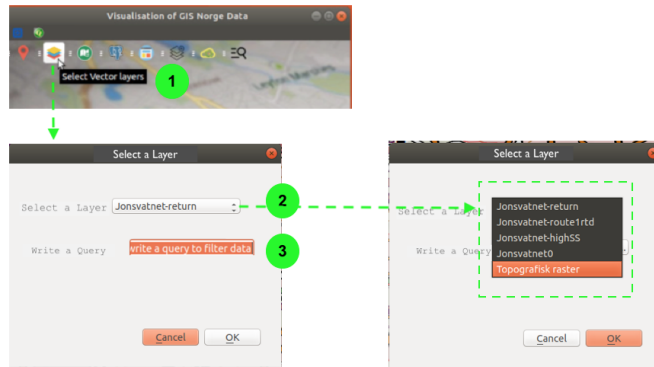 Visualisation of GIS Norge Data
Select Vector layers
1
Select a Layer
Select a Layer
Jonsvatnet-return
2
Write a Query
write a query to filter data
3
Cancel
OK
Select a Layer
Select a Layer
Jonsvatnet-return
Jonsvatnet-route1rtd
Jonsvatnet-highSS
Jonsvatnet0
Topografisk raster
Write a Query
Cancel
OK